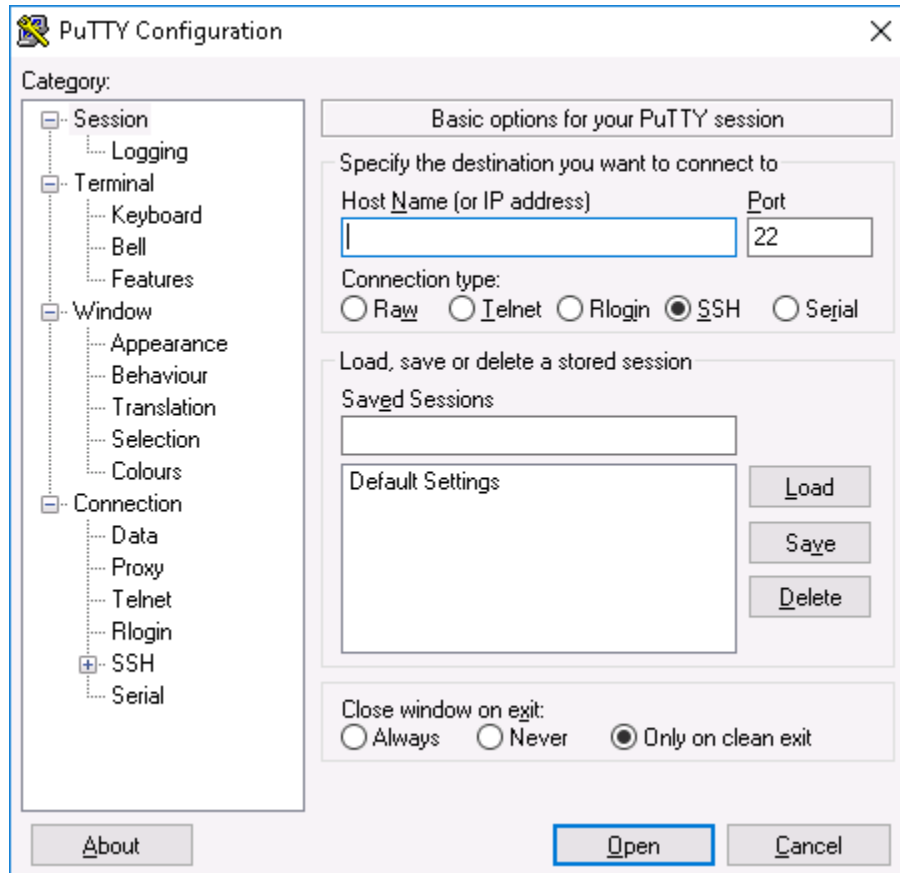 PuTTY Configuration
Category:
Session
Logging
Terminal
Keyboard
Bell
Features
Window
Appearance
Behaviour
Translation
Selection
Colours
Connection
Data
Proxy
Telnet
Rlogin
SSH
Serial
Basic options for your PuTTY session
Specify the destination you want to connect to
Host Name (or IP address) Port
22
Connection type:
Raw Telnet Rlogin SSH Serial
Load, save or delete a stored session
Saved Sessions
Default Settings
Load
Save
Delete
Close window on exit:
Always Never Only on clean exit
About Open Cancel